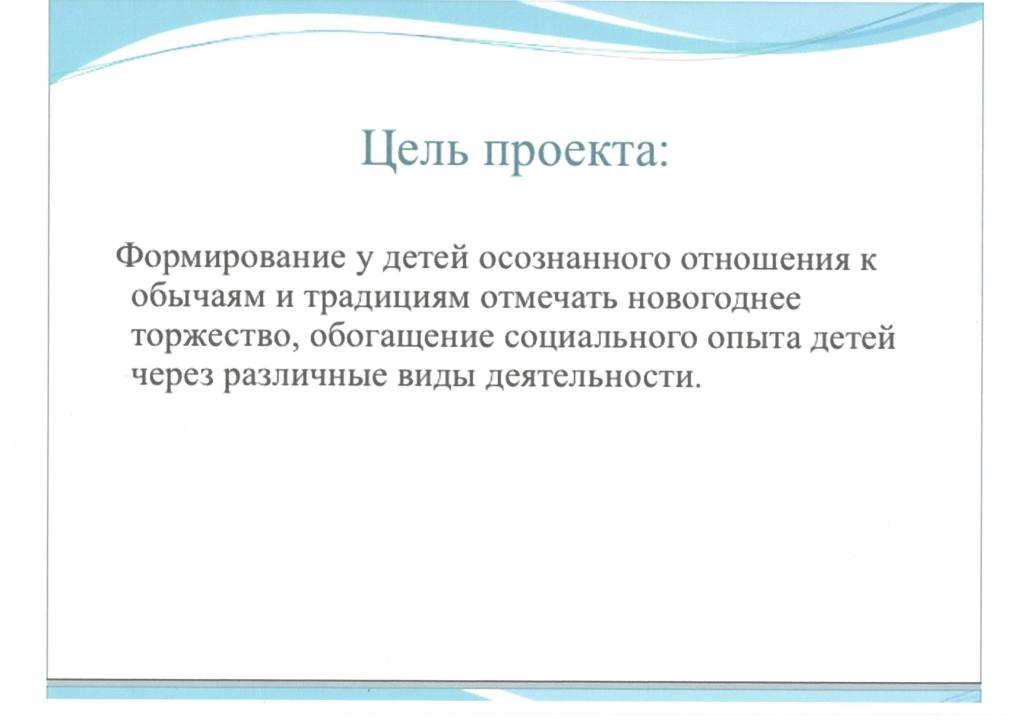 Цель проекта:
Формирование у детей осознанного отношения к
обычаям и традициям отмечать новогоднее
торжество, обогащение социального опыта детей
через различные виды деятельности.